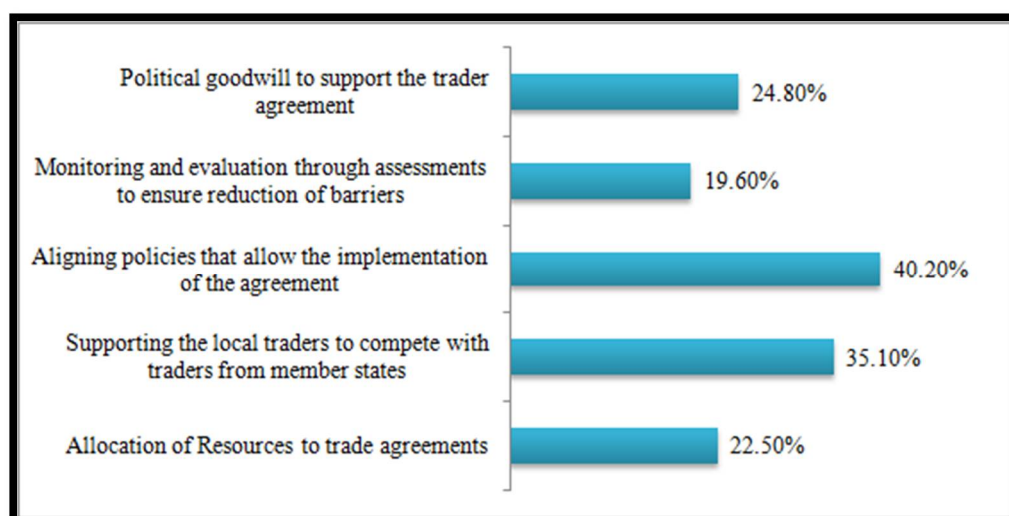 Political goodwill to support the trader
agreement
24.80%
Monitoring and evaluation through assessments
to ensure reduction of barriers
19.60%
Aligning policies that allow the implementation
of the agreement
40.20%
Supporting the local traders to compete with
traders from member states
35.10%
Allocation of Resources to trade agreements
22.50%